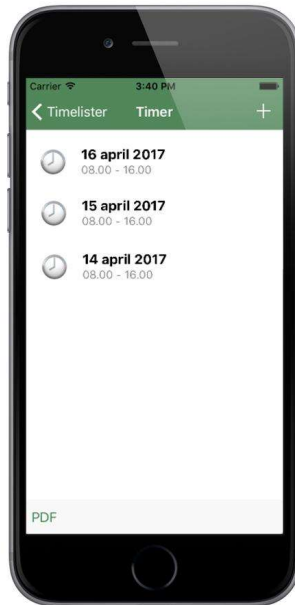 Carrier 3:40 PM
Timelister Timer +
16 april 2017
08.00 - 16.00
15 april 2017
08.00 - 16.00
14 april 2017
08.00 - 16.00
PDF